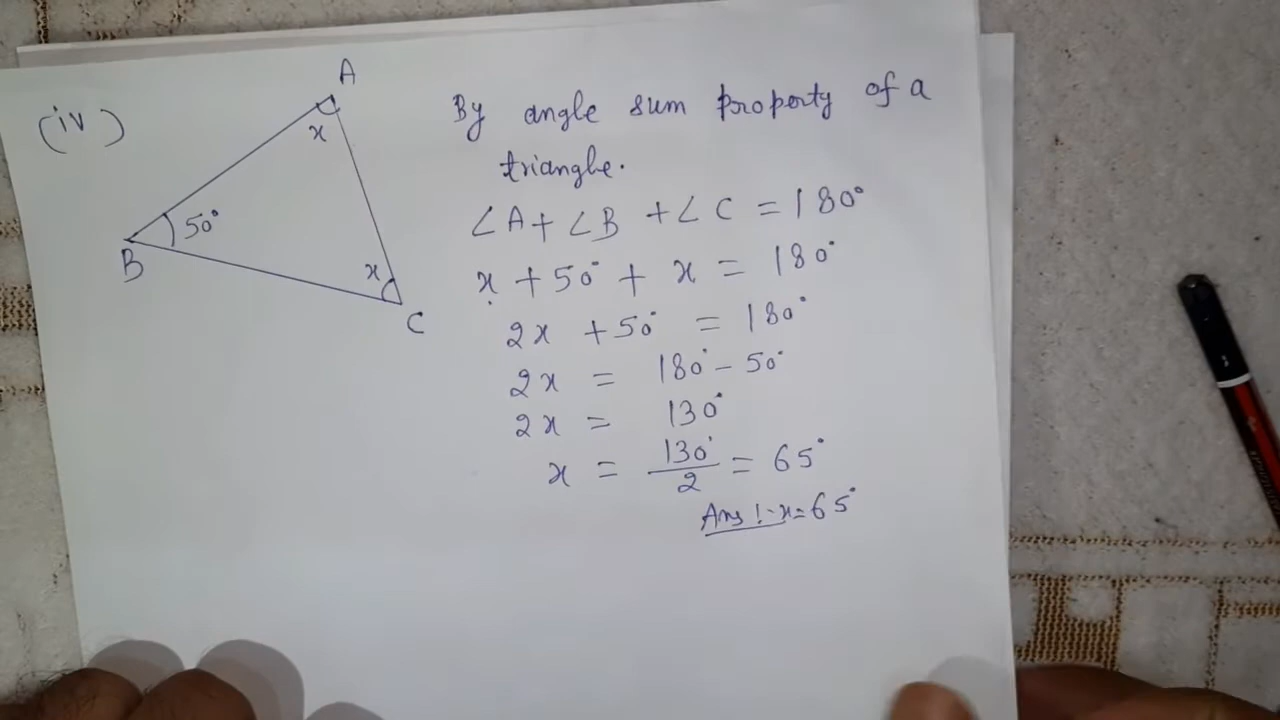 (iv)
A
x
50°
B
x
C
By angle sum property of a
triangle.
∠A+ ∠B + ∠C = 180°
x + 50° + x = 180°
2x + 50° = 180°
2x = 180° - 50°
2x = 130°
x = 130°/2 = 65°
Ans :- x = 65°